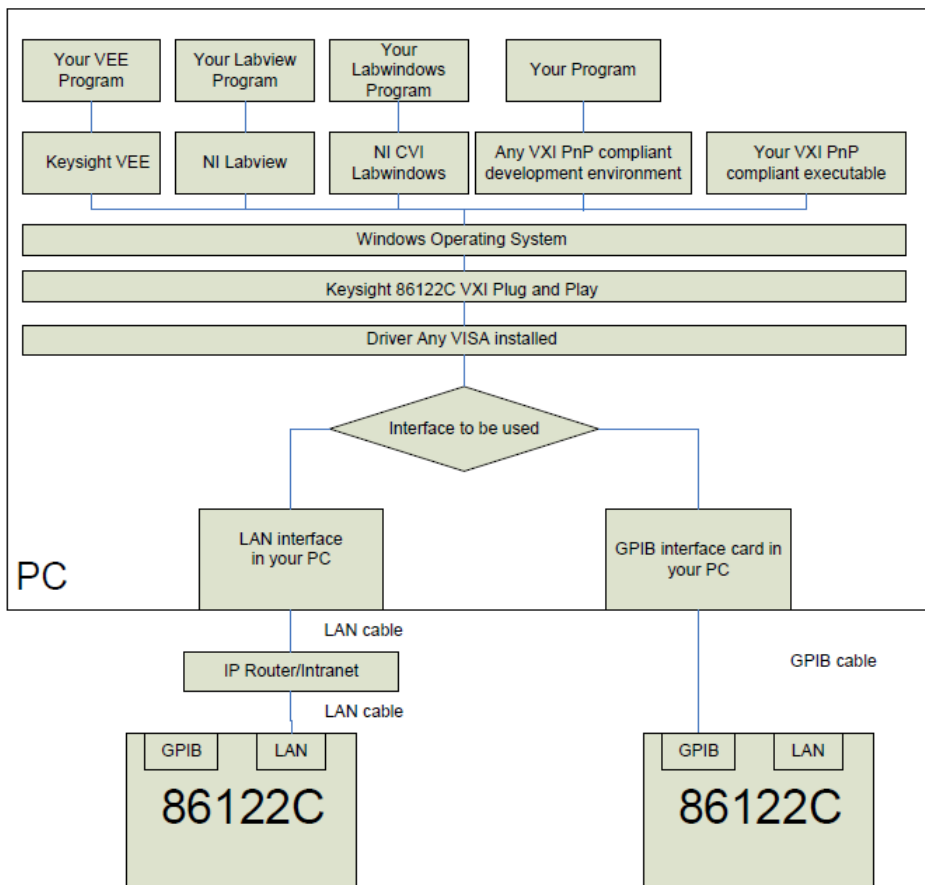 Your VEE
Program
Your Labview
Program
Your
Labwindows
Program
Your Program
Keysight VEE
NI Labview
NI CVI
Labwindows
Any VXI PnP compliant
development environment
Your VXI PnP
compliant executable
Windows Operating System
Keysight 86122C VXI Plug and Play
Driver Any VISA installed
Interface to be used
LAN interface
in your PC
GPIB interface card in
your PC
PC
LAN cable
IP Router/Intranet
GPIB cable
LAN cable
GPIB
LAN
86122C
GPIB
LAN
86122C